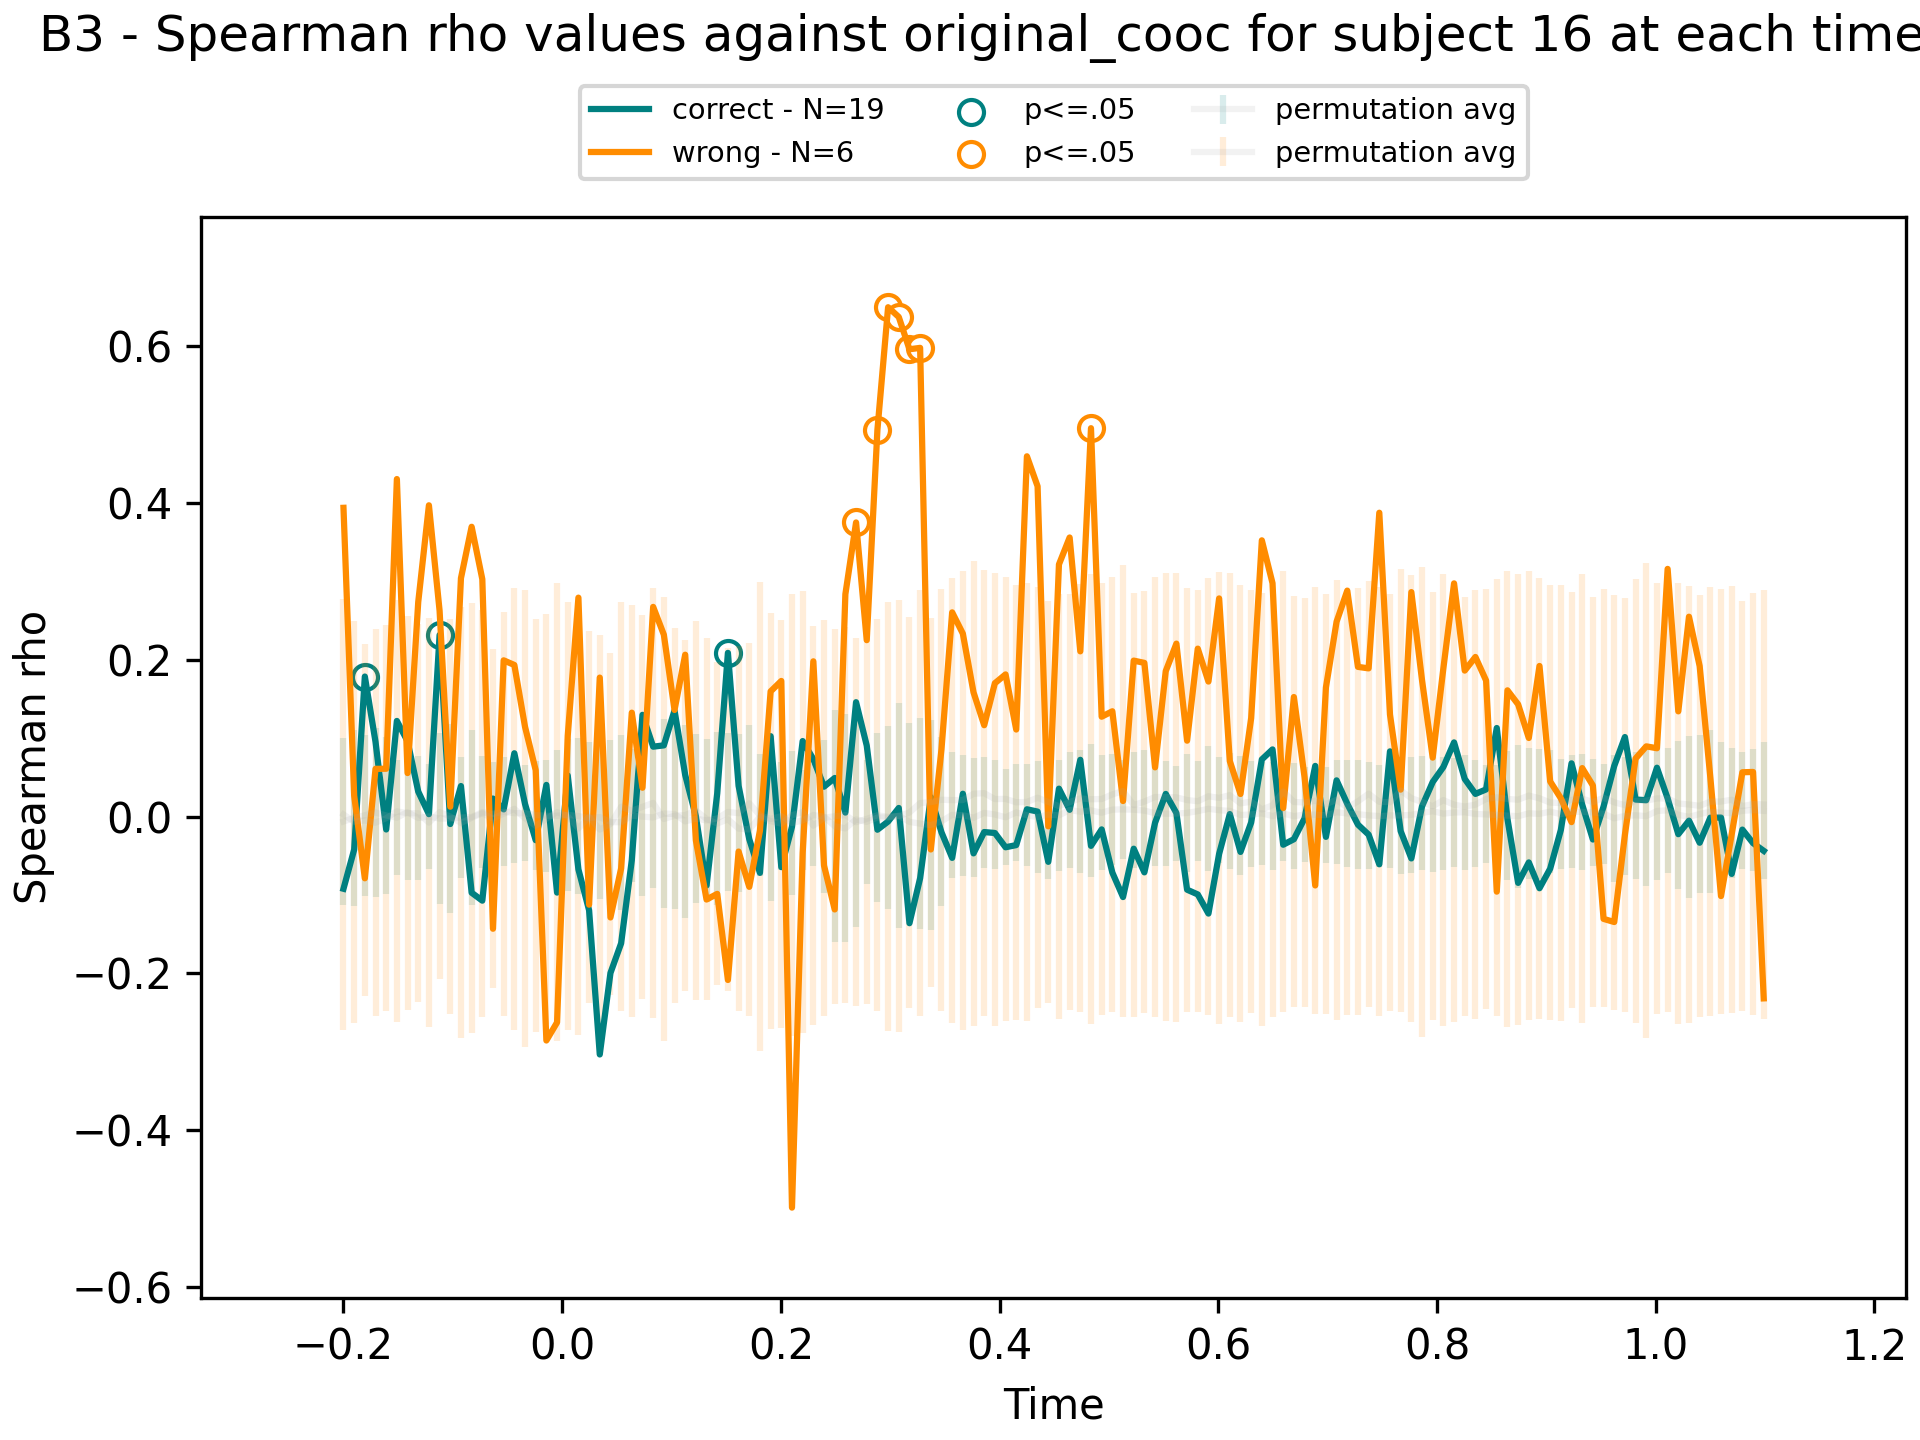 B3 - Spearman rho values against original_cooc for subject 16 at each time
correct - N=19
wrong - N=6
p<=.05
p<=.05
permutation avg
permutation avg
Spearman rho
0.6
0.4
0.2
0.0
−0.2
−0.4
−0.6
−0.2
0.0
0.2
0.4
0.6
0.8
1.0
1.2
Time